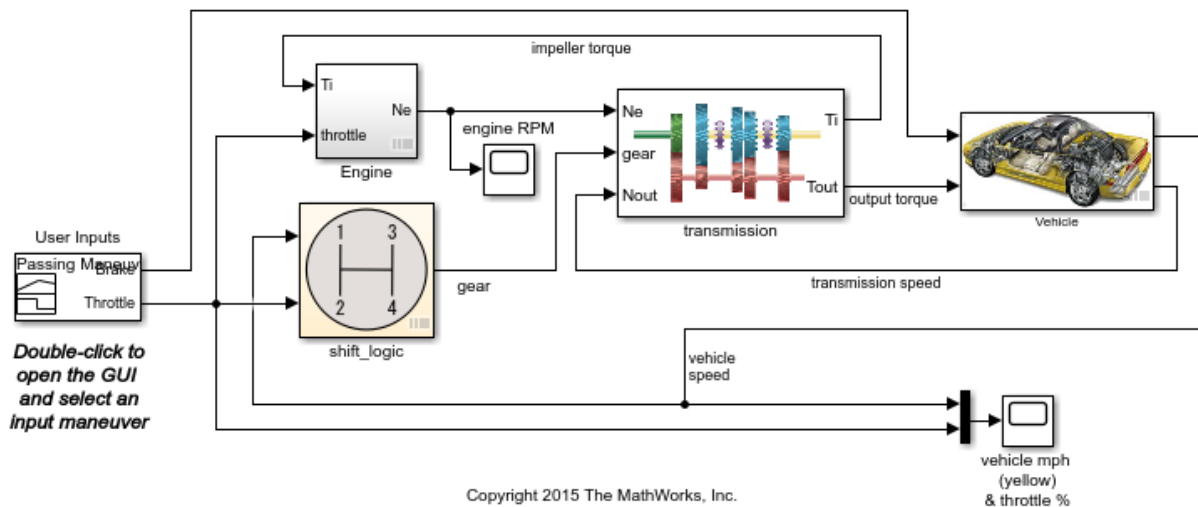 impeller torque
Ti
Ne
throttle
Engine
engine RPM
Ne
gear
Nout
Ti
Tout
transmission
output torque
Vehicle
transmission speed
User Inputs
Passing Maneuv
Brake
Throttle
Double-click to
open the GUI
and select an
input maneuver
1 3
2 4
shift_logic
gear
vehicle
speed
vehicle mph
(yellow)
& throttle %
Copyright 2015 The MathWorks, Inc.